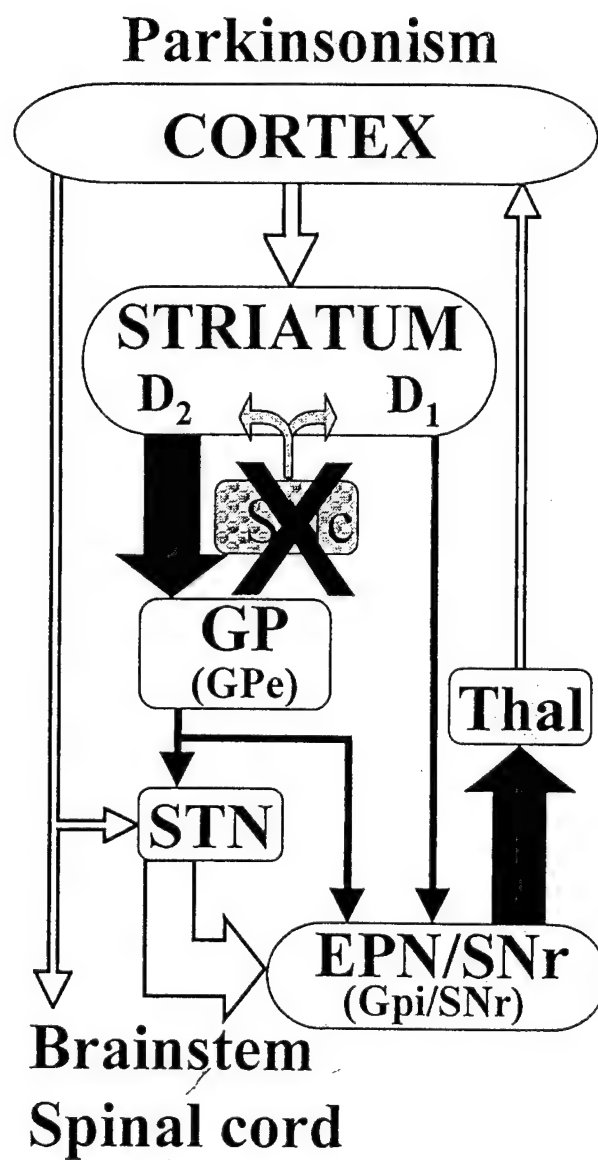 Parkinsonism
CORTEX
STRIATUM
D₂ D₁
GP
(GPe)
Thal
STN
EPN/SNr
(Gpi/SNr)
Brainstem
Spinal cord